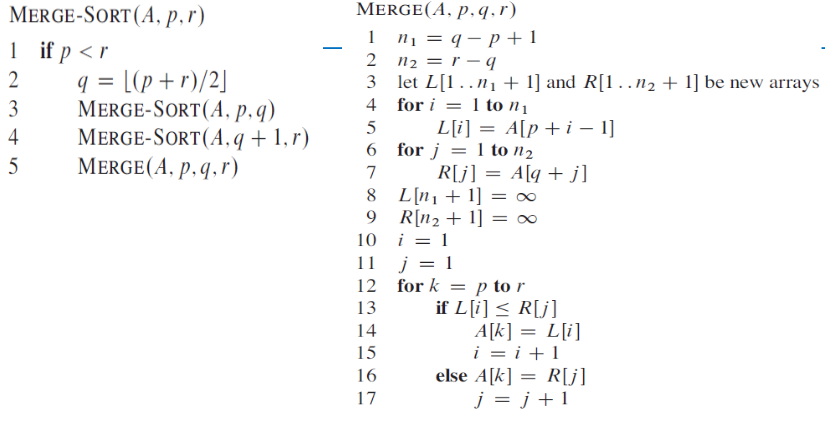 MERGE-SORT(A, p, r)
1 if p < r
2 q = ⌊(p + r)/2⌋
3 MERGE-SORT(A, p, q)
4 MERGE-SORT(A, q + 1, r)
5 MERGE(A, p, q, r)
MERGE(A, p, q, r)
1 n₁ = q − p + 1
2 n₂ = r − q
3 let L[1 . . n₁ + 1] and R[1 . . n₂ + 1] be new arrays
4 for i = 1 to n₁
5 L[i] = A[p + i − 1]
6 for j = 1 to n₂
7 R[j] = A[q + j]
8 L[n₁ + 1] = ∞
9 R[n₂ + 1] = ∞
10 i = 1
11 j = 1
12 for k = p to r
13 if L[i] ≤ R[j]
14 A[k] = L[i]
15 i = i + 1
16 else A[k] = R[j]
17 j = j + 1